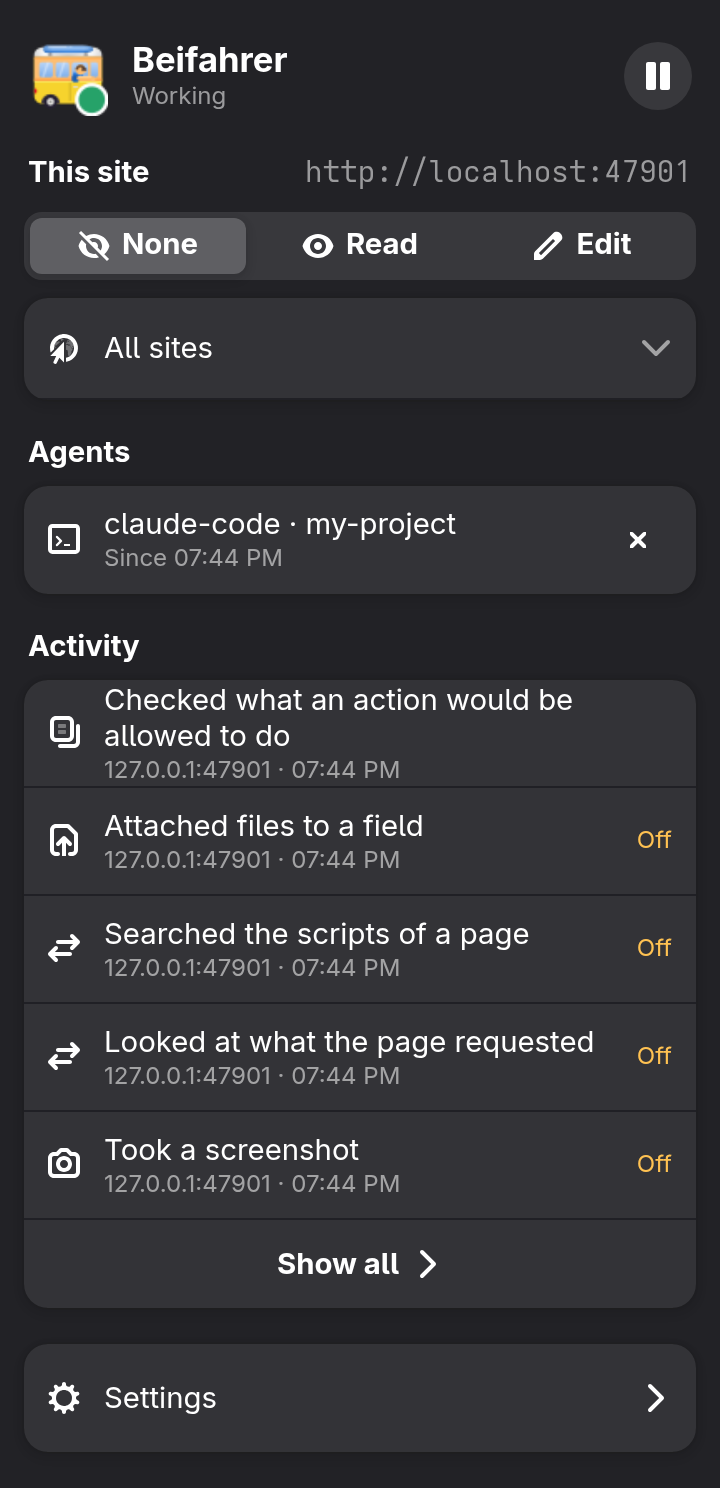 Beifahrer
Working
This site
http://localhost:47901
None
Read
Edit
All sites
Agents
claude-code · my-project
Since 07:44 PM
Activity
Checked what an action would be
allowed to do
127.0.0.1:47901 · 07:44 PM
Attached files to a field
127.0.0.1:47901 · 07:44 PM
Off
Searched the scripts of a page
127.0.0.1:47901 · 07:44 PM
Off
Looked at what the page requested
127.0.0.1:47901 · 07:44 PM
Off
Took a screenshot
127.0.0.1:47901 · 07:44 PM
Off
Show all
Settings